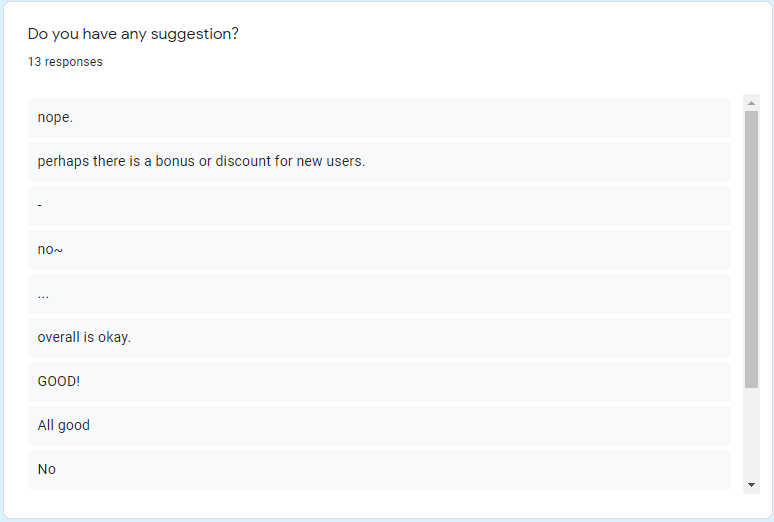 Do you have any suggestion?
13 responses
nope.
perhaps there is a bonus or discount for new users.
-
no~
...
overall is okay.
GOOD!
All good
No